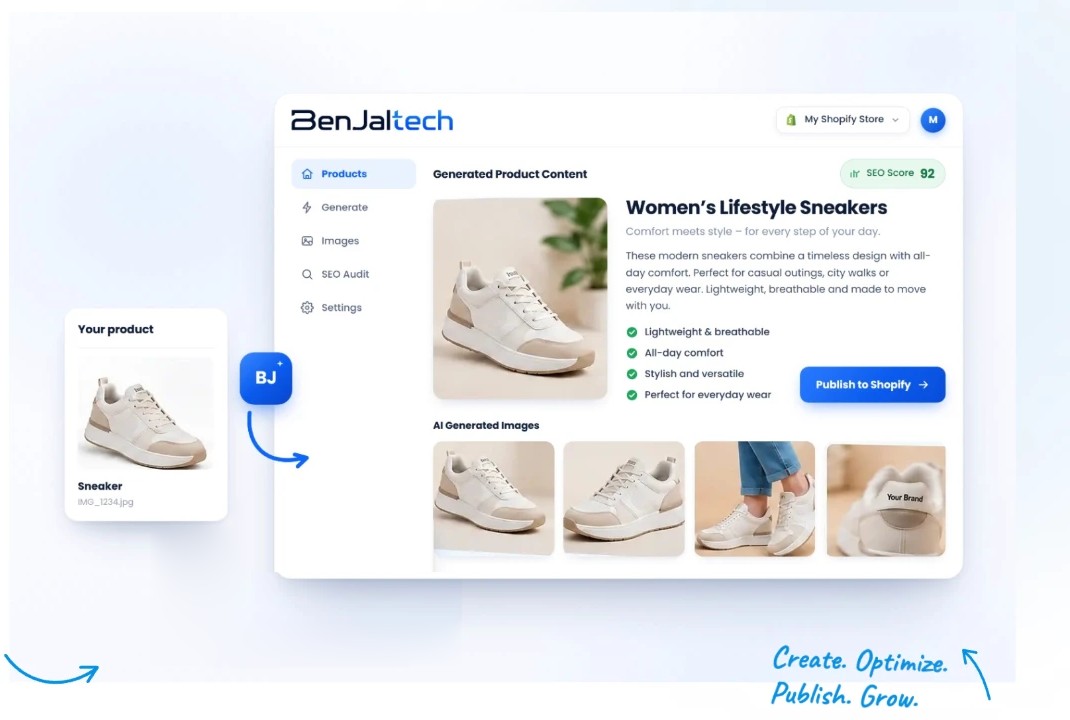 BenJaltech
My Shopify Store
M
Products
Generate
Images
SEO Audit
Settings
Generated Product Content
SEO Score 92
Women’s Lifestyle Sneakers
Comfort meets style – for every step of your day.
These modern sneakers combine a timeless design with all-
day comfort. Perfect for casual outings, city walks or
everyday wear. Lightweight, breathable and made to move
with you.
Lightweight & breathable
All-day comfort
Stylish and versatile
Perfect for everyday wear
Publish to Shopify →
AI Generated Images
Your Brand
Your product
Sneaker
IMG_1234.jpg
BJ
Create. Optimize.
Publish. Grow.